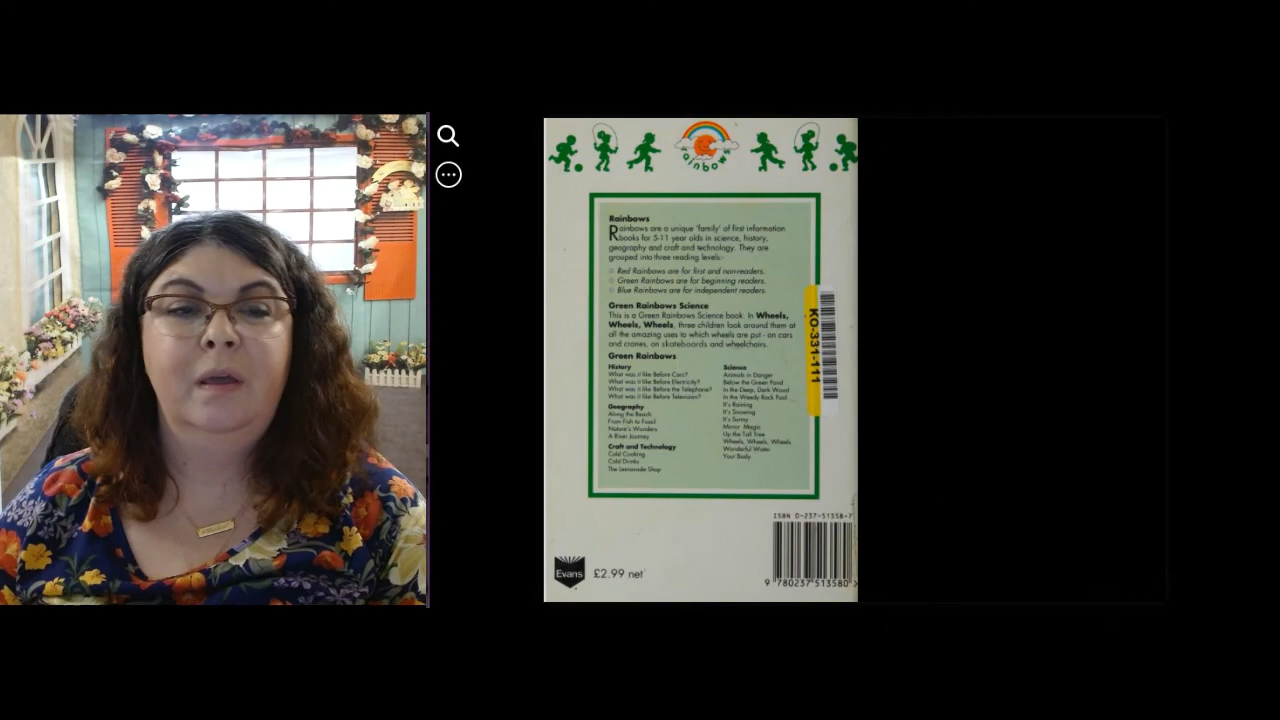 Rainbows
Rainbows
Rainbows are a unique 'family' of first information
books for 5-11 year olds in science, history,
geography and craft and technology. They are
grouped into three reading levels:-
Red Rainbows are for first and non-readers.
Green Rainbows are for beginning readers.
Blue Rainbows are for independent readers.
Green Rainbows Science
This is a Green Rainbows Science book. In Wheels,
Wheels, Wheels, three children look around them at
all the amazing uses to which wheels are put - on cars
and cranes, on skateboards and wheelchairs.
Green Rainbows
History
What was it like Before Cars?
What was it like Before Electricity?
What was it like Before the Telephone?
What was it like Before Television?
Geography
Along the Beach
From Fish to Fossil
Nature's Wonders
A River Journey
Craft and Technology
Cold Cooking
Cold Drinks
The Lemonade Shop
Science
Animals in Danger
Below the Green Pond
In the Deep, Dark Wood
In the Weedy Rock Pool
It's Raining
It's Snowing
It's Sunny
Mirror Magic
Up the Tall Tree
Wheels, Wheels, Wheels
Wonderful Water
Your Body
KO-331-111
ISBN 0-237-51358-7
9 780237 513580 >
Evans
£2.99 net